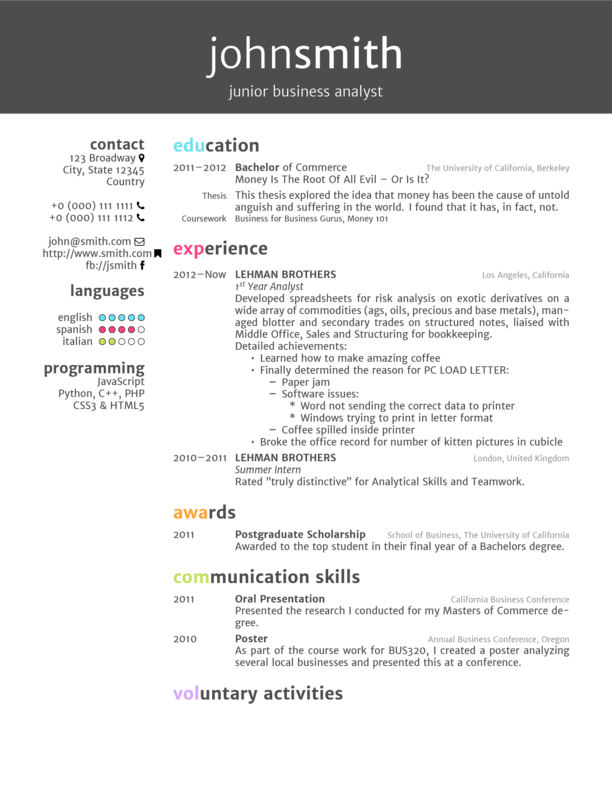 johnsmith
junior business analyst
contact
123 Broadway
City, State 12345
Country
+0 (000) 111 1111
+0 (000) 111 1112
john@smith.com
http://www.smith.com
fb://jsmith
languages
english
spanish
italian
programming
JavaScript
Python, C++, PHP
CSS3 & HTML5
education
2011–2012 Bachelor of Commerce The University of California, Berkeley
Money Is The Root Of All Evil – Or Is It?
Thesis This thesis explored the idea that money has been the cause of untold
anguish and suffering in the world. I found that it has, in fact, not.
Coursework Business for Business Gurus, Money 101
experience
2012–Now LEHMAN BROTHERS Los Angeles, California
1st Year Analyst
Developed spreadsheets for risk analysis on exotic derivatives on a
wide array of commodities (ags, oils, precious and base metals), man-
aged blotter and secondary trades on structured notes, liaised with
Middle Office, Sales and Structuring for bookkeeping.
Detailed achievements:
• Learned how to make amazing coffee
• Finally determined the reason for PC LOAD LETTER:
– Paper jam
– Software issues:
* Word not sending the correct data to printer
* Windows trying to print in letter format
– Coffee spilled inside printer
• Broke the office record for number of kitten pictures in cubicle
2010–2011 LEHMAN BROTHERS London, United Kingdom
Summer Intern
Rated "truly distinctive" for Analytical Skills and Teamwork.
awards
2011 Postgraduate Scholarship School of Business, The University of California
Awarded to the top student in their final year of a Bachelors degree.
communication skills
2011 Oral Presentation California Business Conference
Presented the research I conducted for my Masters of Commerce de-
gree.
2010 Poster Annual Business Conference, Oregon
As part of the course work for BUS320, I created a poster analyzing
several local businesses and presented this at a conference.
voluntary activities